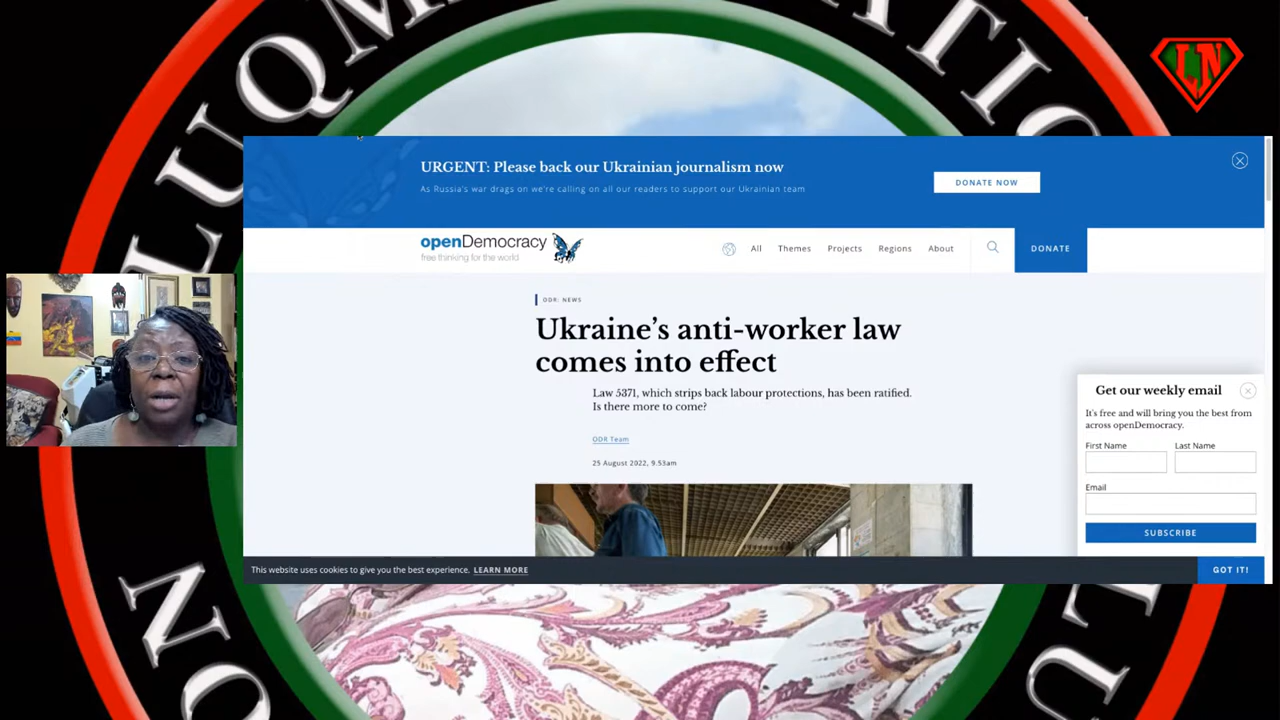 LUQM
ATIO
LN
URGENT: Please back our Ukrainian journalism now
As Russia's war drags on we're calling on all our readers to support our Ukrainian team
DONATE NOW
openDemocracy
free thinking for the world
All Themes Projects Regions About
DONATE
ODR: NEWS
Ukraine's anti-worker law
comes into effect
Law 5371, which strips back labour protections, has been ratified.
Is there more to come?
ODR Team
25 August 2022, 9.53am
Get our weekly email
It's free and will bring you the best from
across openDemocracy.
First Name Last Name
Email
SUBSCRIBE
This website uses cookies to give you the best experience. LEARN MORE
GOT IT!